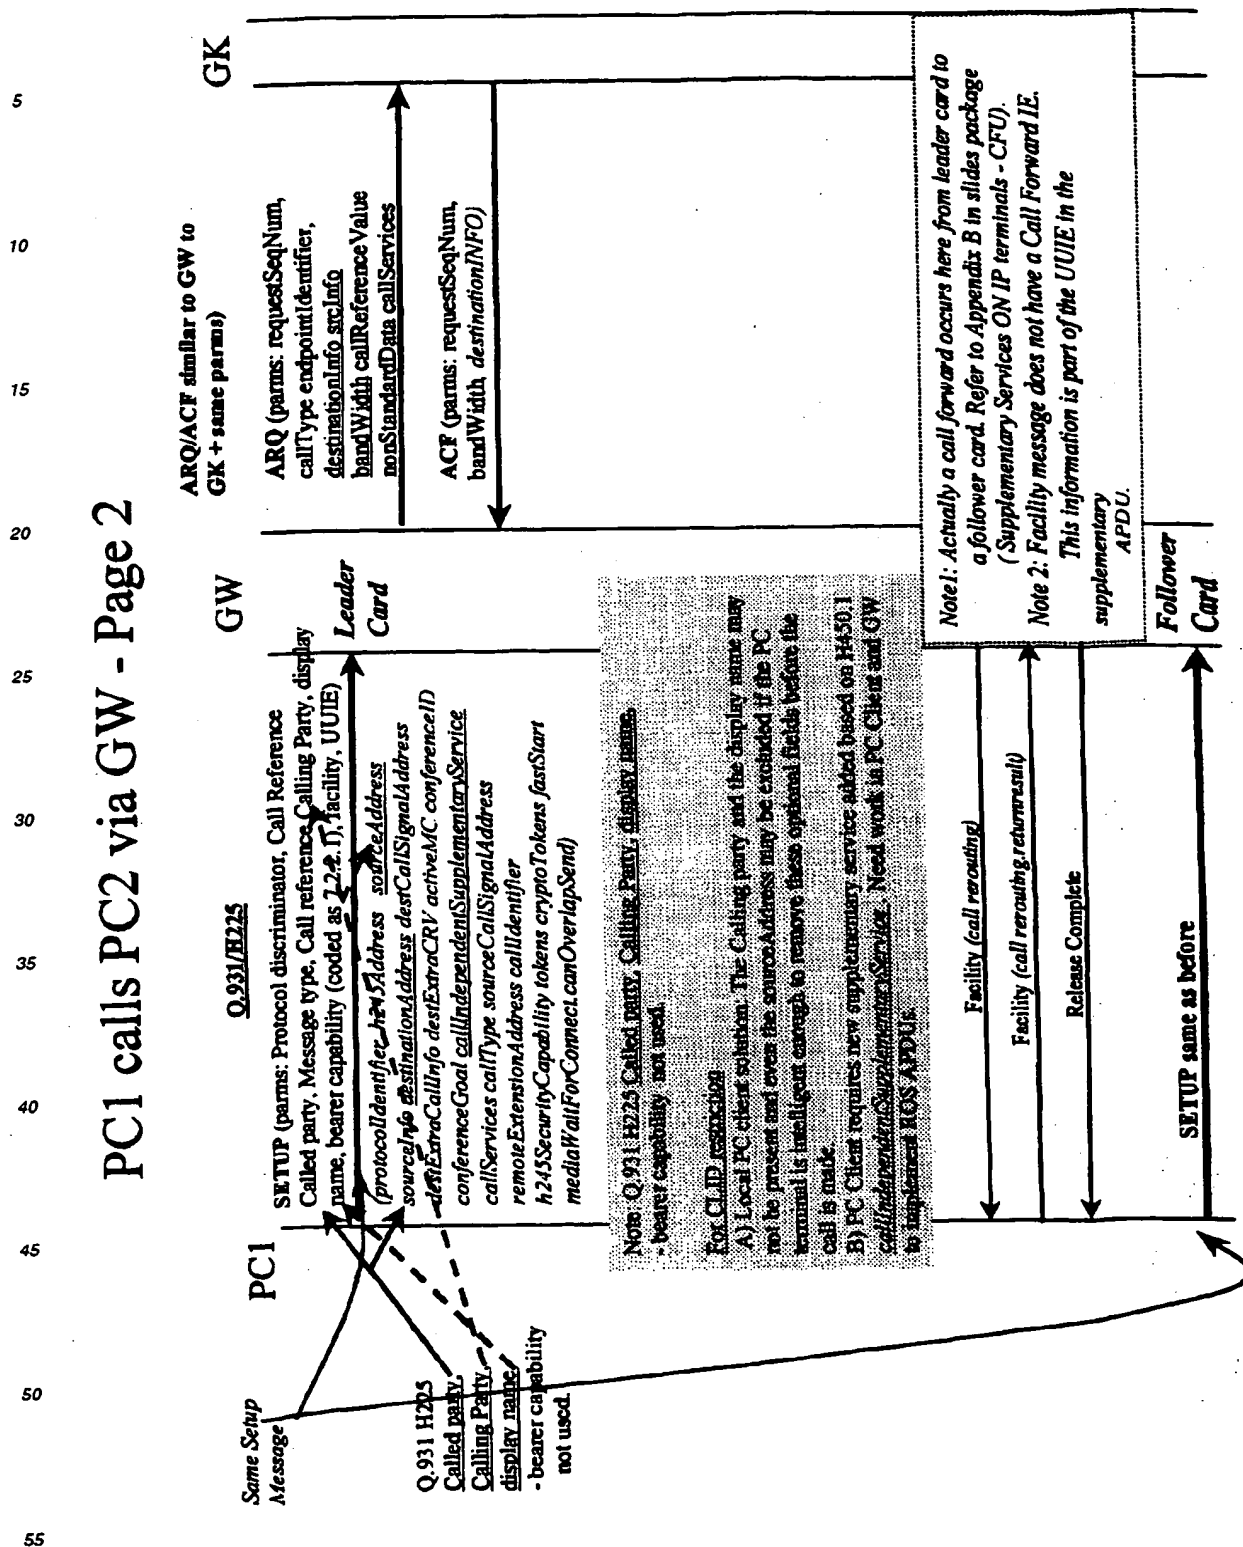 PC1 calls PC2 via GW - Page 2
PC1
GW
GK
Q.931/H225
ARQ/ACF similar to GW to
GK + same parms)
Same Setup
Message
SETUP (parms: Protocol discriminator, Call Reference
Called party, Message type, Call reference, Calling Party, display
name, bearer capability (coded as 7.2.2.1), facility, UUIE)
Leader
Card
(protocolIdentifier h245Address sourceAddress
sourceInfo destinationAddress destCallSignalAddress
destExtraCallInfo destExtraCRV activeMC conferenceID
conferenceGoal callIndependentSupplementaryService
callServices callType sourceCallSignalAddress
remoteExtensionAddress callIdentifier
h245SecurityCapability tokens cryptoTokens fastStart
mediaWaitForConnect.canOverlapSend)
ARQ (parms: requestSeqNum,
callType endpointIdentifier,
destinationInfo srcInfo
bandWidth callReferenceValue
nonStandardData callServices
ACF (parms: requestSeqNum,
bandWidth, destinationINFO)
Q.931 H225
Called party,
Calling Party,
display name,
- bearer capability
not used.
Note Q.931 H225 Called party, Calling Party, display name,
- bearer capability not used.
For CLID restriction
A) Local PC client solution. The Calling party and the display name may
not be present and even the sourceAddress may be excluded if the PC
terminal is intelligent enough to remove these optional fields before the
call is made.
B) PC Client requires new supplementary service added based on H450.1
callIndependentSupplementaryService. Need work in PC Client and GW
to implement ROS APDUs.
Note1: Actually a call forward occurs here from leader card to
a follower card. Refer to Appendix B in slides package
( Supplementary Services ON IP terminals - CFU).
Note 2: Facility message does not have a Call Forward IE.
This information is part of the UUIE in the
supplementary
APDU.
Facility (call rerouting)
Facility (call rerouting.returnresult)
Release Complete
SETUP same as before
Follower
Card
5
10
15
20
25
30
35
40
45
50
55